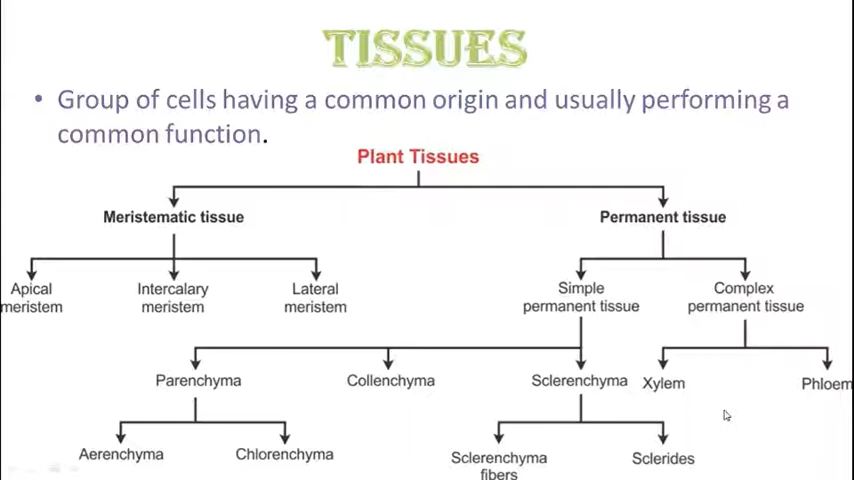 TISSUES
• Group of cells having a common origin and usually performing a
common function.
Plant Tissues
Meristematic tissue
Permanent tissue
Apical
meristem
Intercalary
meristem
Lateral
meristem
Simple
permanent tissue
Complex
permanent tissue
Parenchyma
Collenchyma
Sclerenchyma
Xylem
Phloem
Aerenchyma
Chlorenchyma
Sclerenchyma
fibers
Sclerides